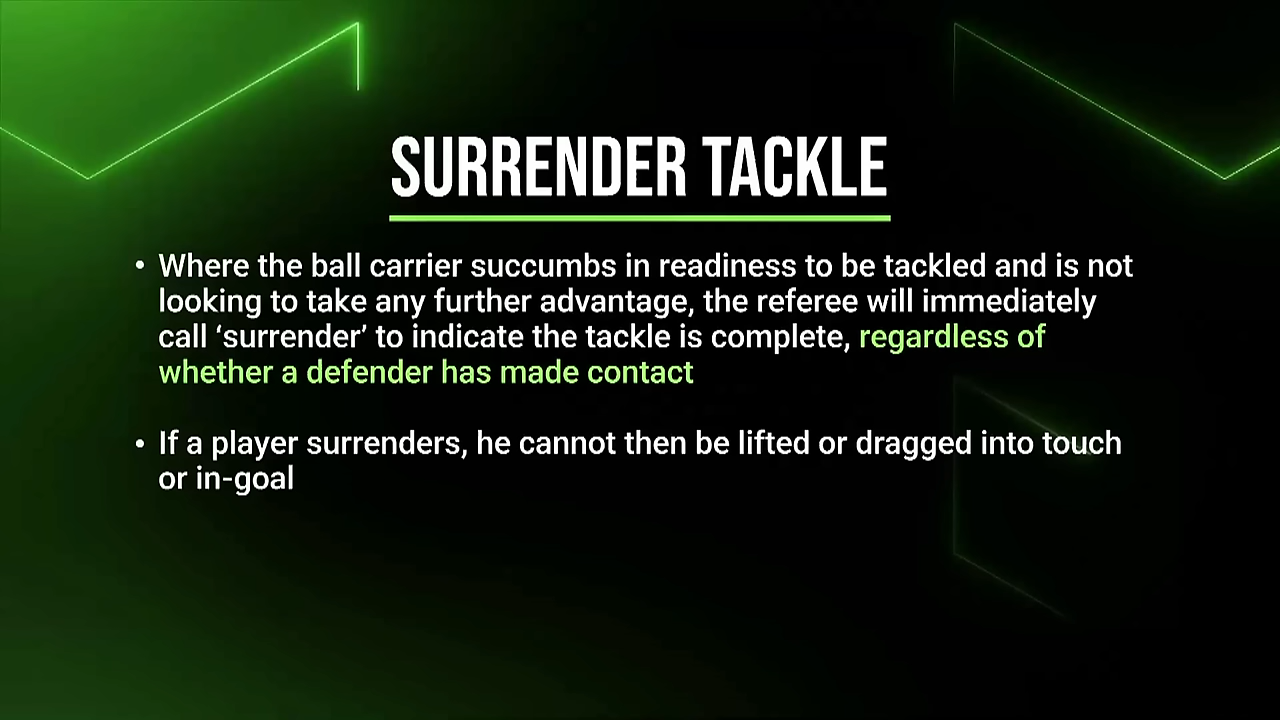 SURRENDER TACKLE
• Where the ball carrier succumbs in readiness to be tackled and is not
looking to take any further advantage, the referee will immediately
call ‘surrender’ to indicate the tackle is complete, regardless of
whether a defender has made contact
• If a player surrenders, he cannot then be lifted or dragged into touch
or in-goal